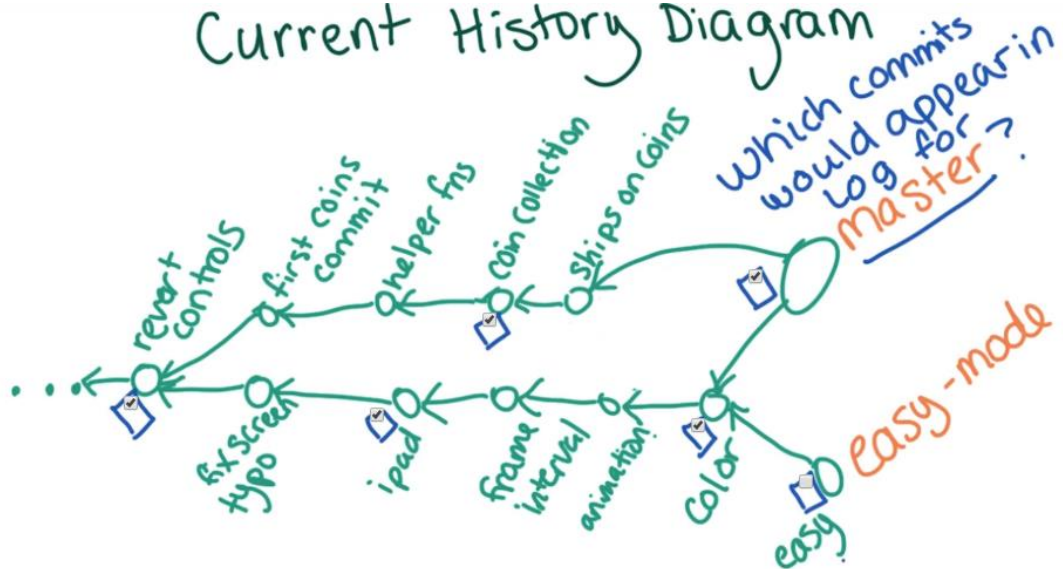 Current History Diagram
which commits
would appear in
log for
master?
revert
controls
first coins
commit
helper fns
coin collection
ships on coins
...
fix screen
typo
ipad
frame
interval
animation
color
easy
easy-mode